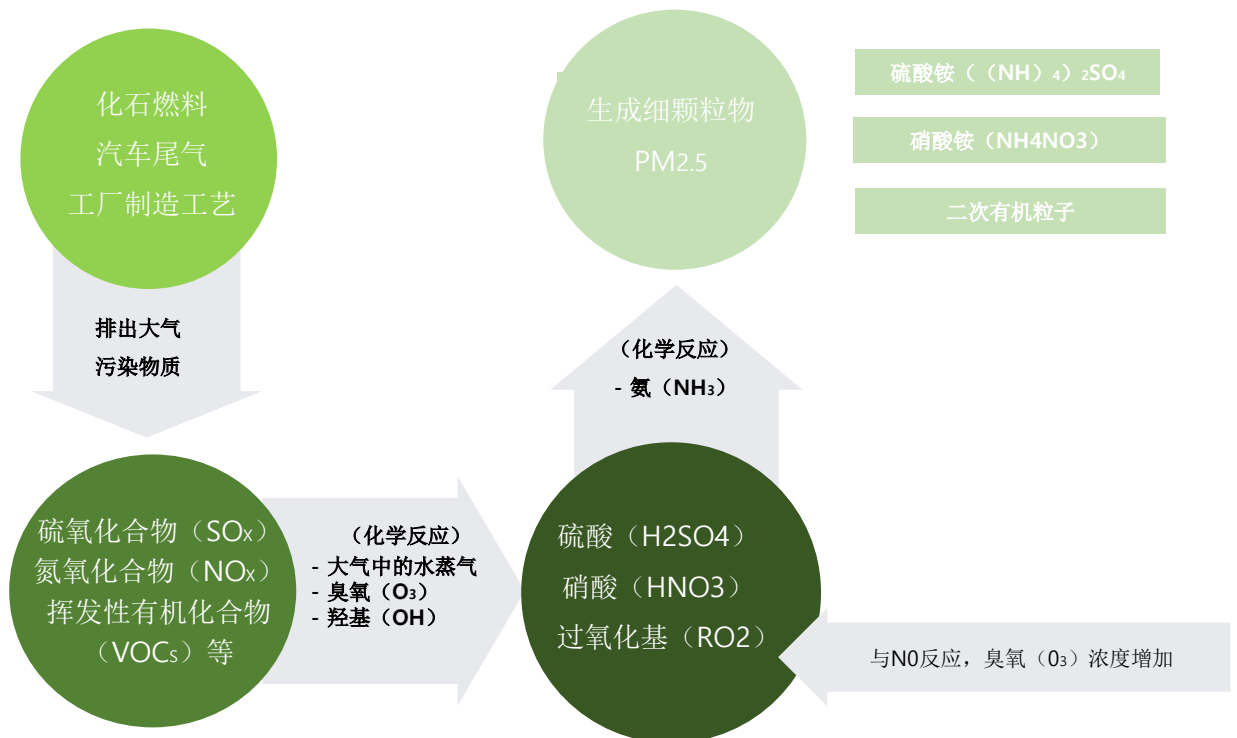 化石燃料
汽车尾气
工厂制造工艺
排出大气
污染物质
硫氧化合物（SOx）
氮氧化合物（NOx）
挥发性有机化合物
（VOCs）等
（化学反应）
- 大气中的水蒸气
- 臭氧（O₃）
- 羟基（OH）
硫酸（H2SO4）
硝酸（HNO3）
过氧化基（RO2）
与N0反应，臭氧（0₃）浓度增加
（化学反应）
- 氨（NH₃）
生成细颗粒物
PM2.5
硫酸铵（（NH）₄）₂SO₄
硝酸铵（NH4NO3）
二次有机粒子